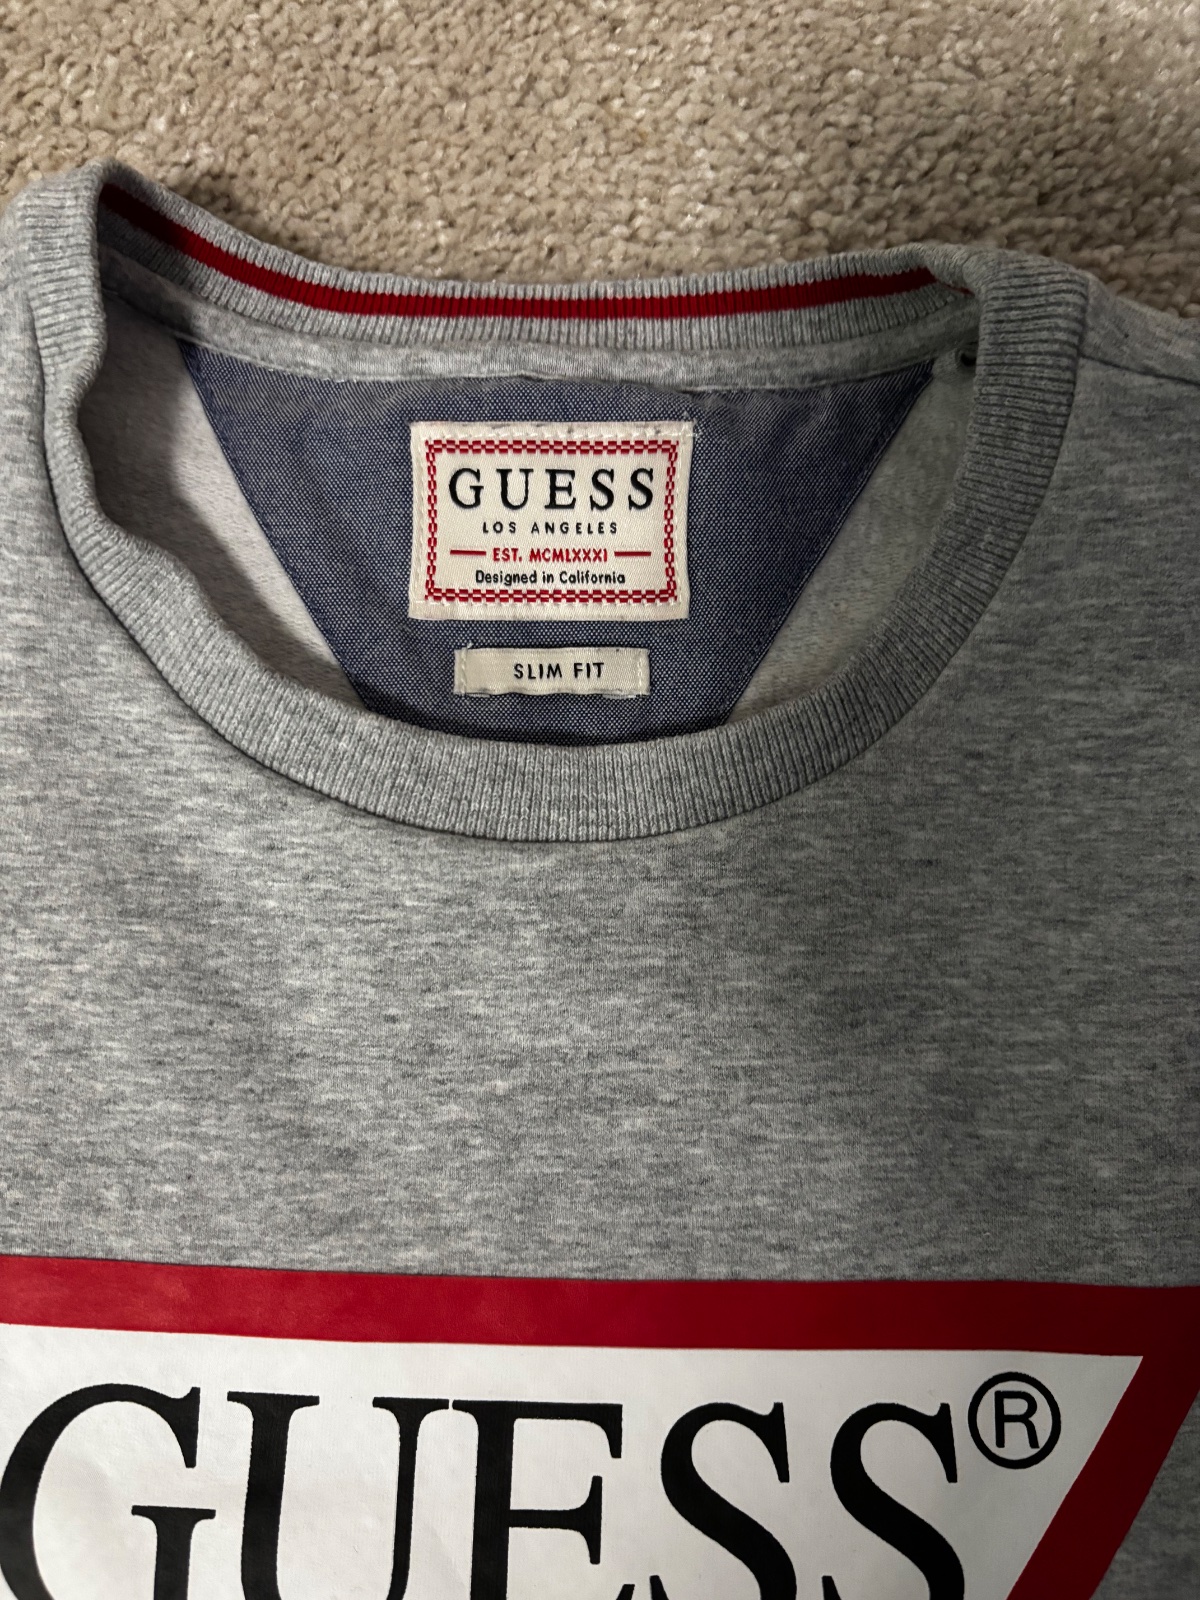 GUESS
LOS ANGELES
EST. MCMLXXXI
Designed in California
SLIM FIT
GUESS®